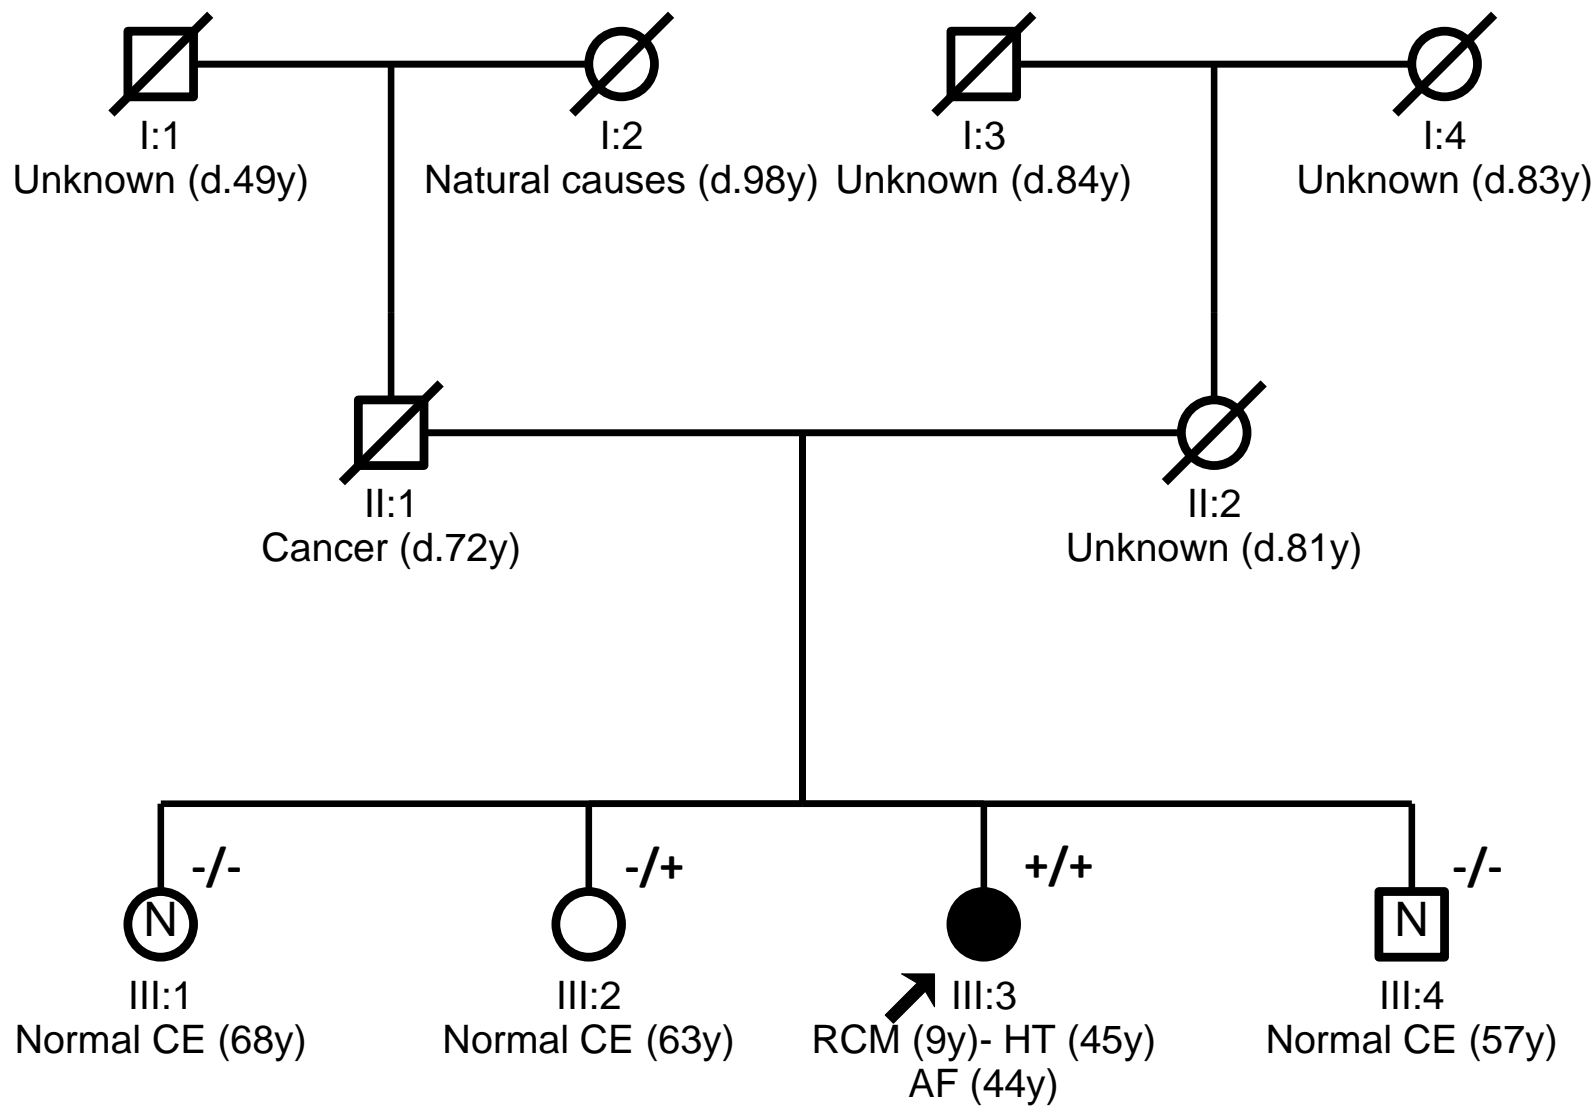 I:1 I:2 I:3 I:4
Unknown (d.49y) Natural causes (d.98y) Unknown (d.84y) Unknown (d.83y)
II:1 II:2
Cancer (d.72y) Unknown (d.81y)
-/- -/+ +/+ -/-
N N
III:1 III:2 III:3 III:4
Normal CE (68y) Normal CE (63y) RCM (9y)- HT (45y) Normal CE (57y)
AF (44y)